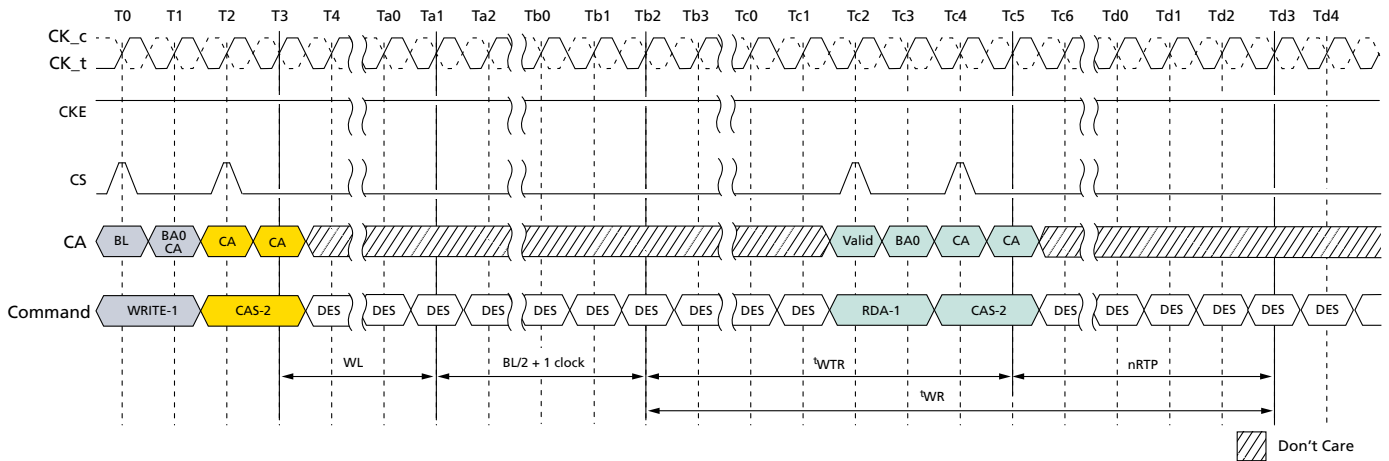 T0 T1 T2 T3 T4 Ta0 Ta1 Ta2 Tb0 Tb1 Tb2 Tb3 Tc0 Tc1 Tc2 Tc3 Tc4 Tc5 Tc6 Td0 Td1 Td2 Td3 Td4
CK_c
CK_t
CKE
CS
CA BL BA0 CA CA CA Valid BA0 CA CA
Command WRITE-1 CAS-2 DES DES DES DES DES DES DES DES DES DES RDA-1 CAS-2 DES DES DES DES DES DES
WL BL/2 + 1 clock tWTR nRTP
tWR
Don't Care